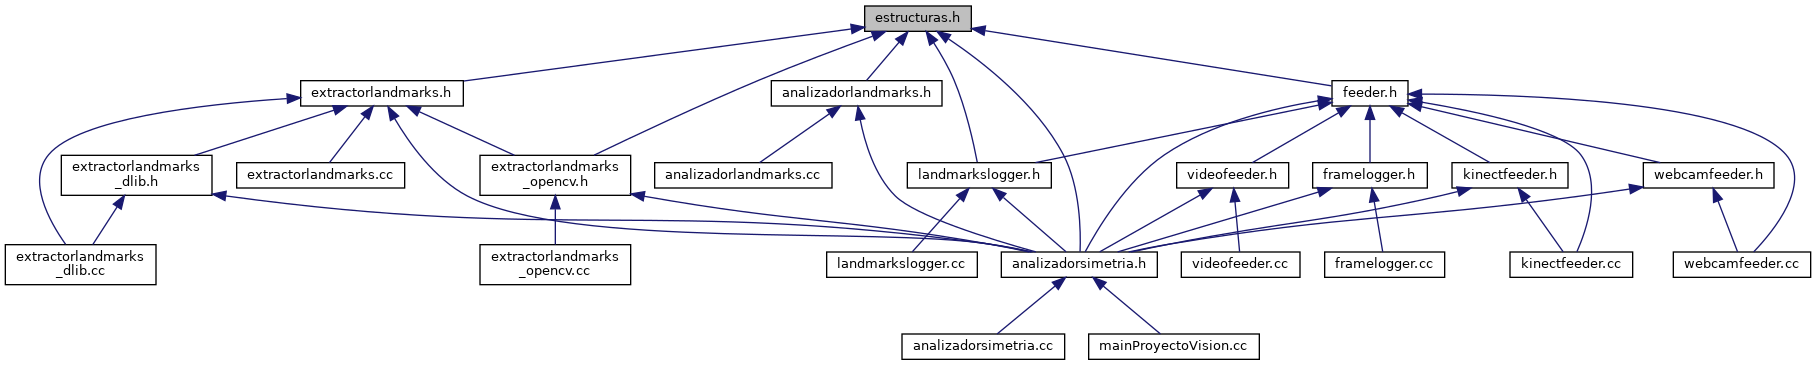 estructuras.h
extractorlandmarks.h
analizadorlandmarks.h
feeder.h
extractorlandmarks
_dlib.h
extractorlandmarks.cc
extractorlandmarks
_opencv.h
analizadorlandmarks.cc
landmarkslogger.h
videofeeder.h
framelogger.h
kinectfeeder.h
webcamfeeder.h
extractorlandmarks
_dlib.cc
extractorlandmarks
_opencv.cc
landmarkslogger.cc
analizadorsimetria.h
videofeeder.cc
framelogger.cc
kinectfeeder.cc
webcamfeeder.cc
analizadorsimetria.cc
mainProyectoVision.cc